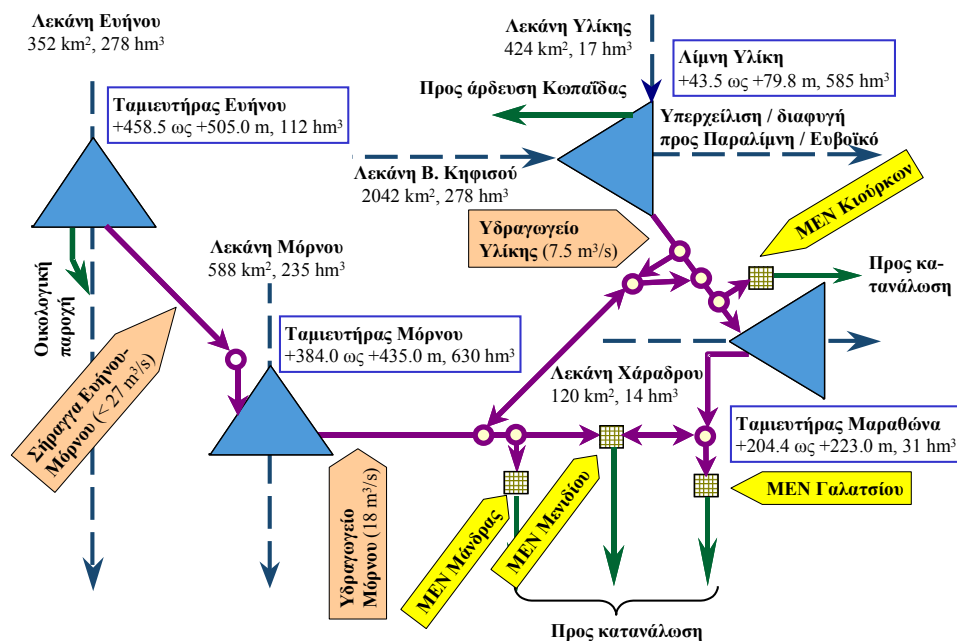 Λεκάνη Ευήνου
352 km², 278 hm³
Ταμιευτήρας Ευήνου
+458.5 ως +505.0 m, 112 hm³
Οικολογική
παροχή
Σήραγγα Ευήνου-
Μόρνου (< 27 m³/s)
Λεκάνη Μόρνου
588 km², 235 hm³
Ταμιευτήρας Μόρνου
+384.0 ως +435.0 m, 630 hm³
Υδραγωγείο
Μόρνου (18 m³/s)
Λεκάνη Υλίκης
424 km², 17 hm³
Λίμνη Υλίκη
+43.5 ως +79.8 m, 585 hm³
Προς άρδευση Κωπαΐδας
Υπερχείλιση / διαφυγή
προς Παραλίμνη / Ευβοϊκό
Λεκάνη Β. Κηφισού
2042 km², 278 hm³
Υδραγωγείο
Υλίκης (7.5 m³/s)
ΜΕΝ Κιούρκων
Προς κα-
τανάλωση
Λεκάνη Χάραδρου
120 km², 14 hm³
Ταμιευτήρας Μαραθώνα
+204.4 ως +223.0 m, 31 hm³
ΜΕΝ Μάνδρας
ΜΕΝ Μενιδίου
ΜΕΝ Γαλατσίου
Προς κατανάλωση